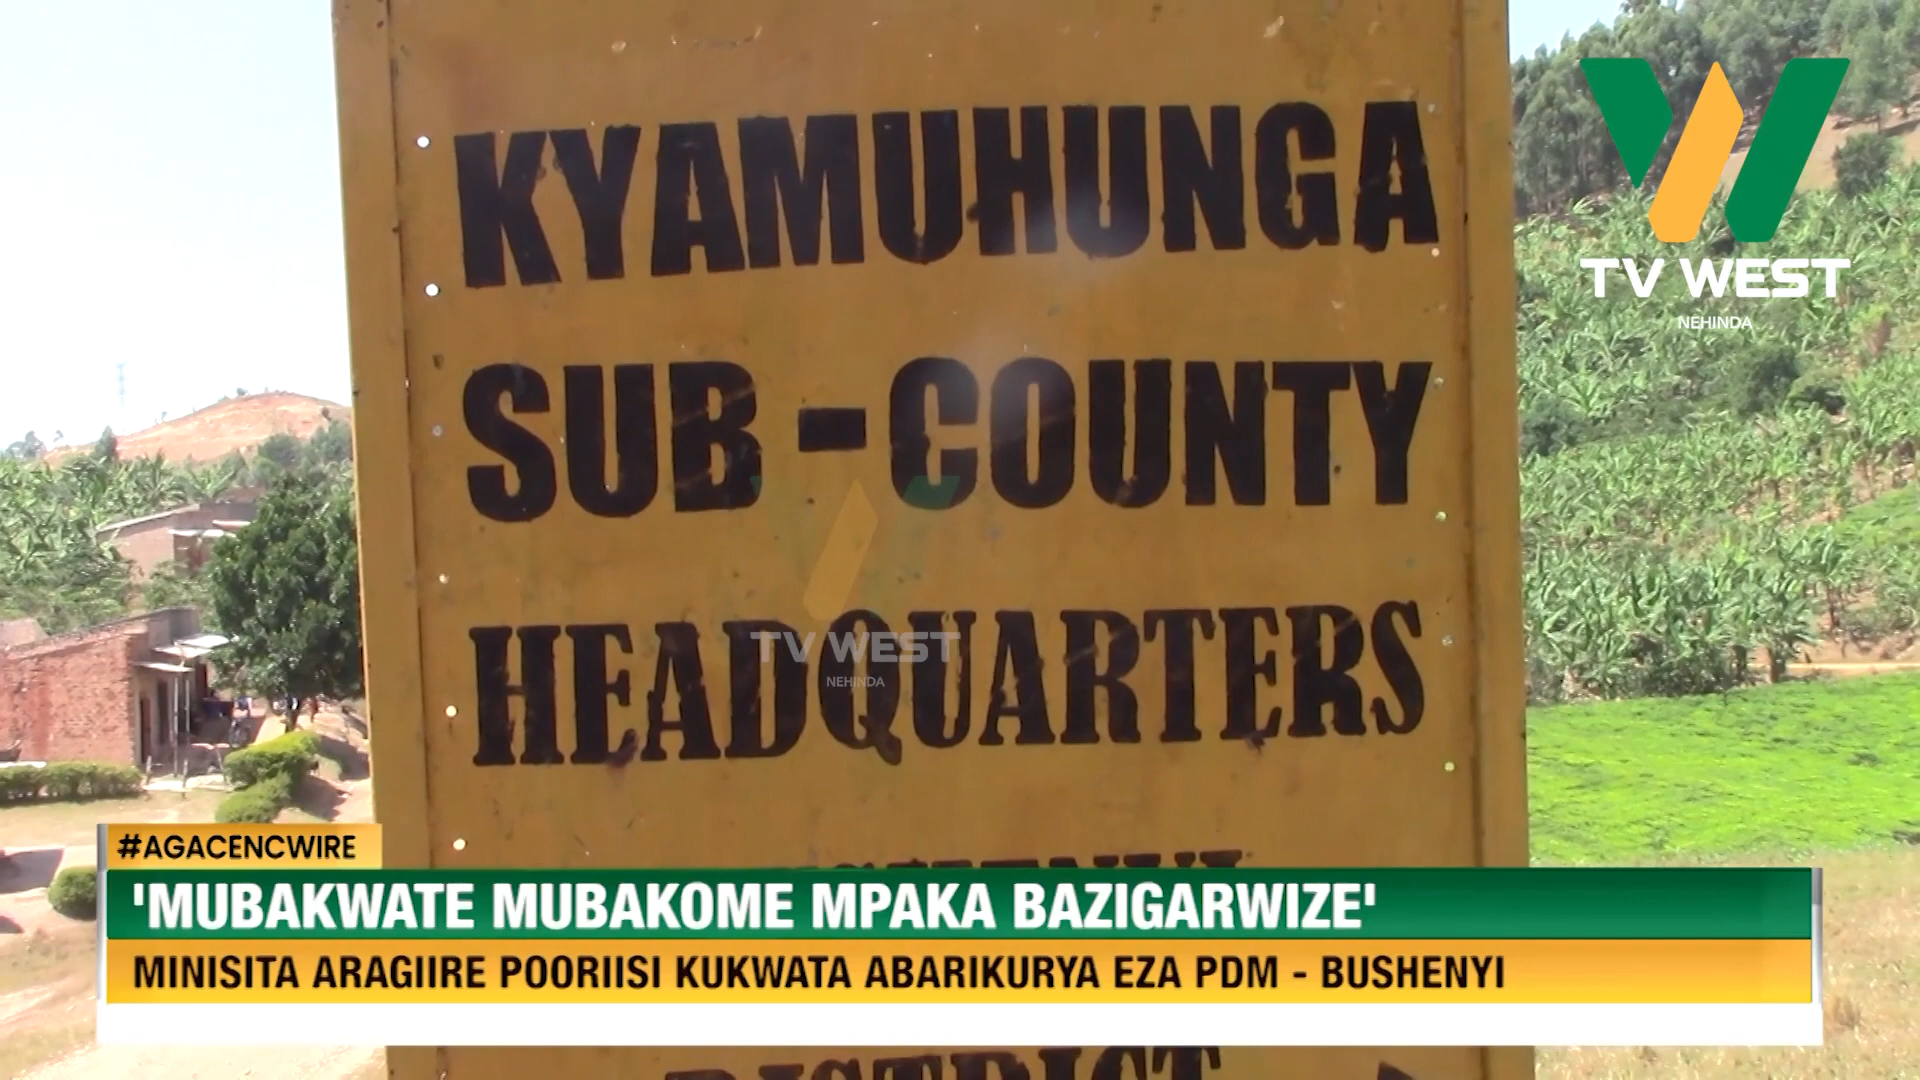 KYAMUHUNGA
SUB-COUNTY
HEADQUARTERS
DISTRICT
TV WEST
NEHINDA
TV WEST
NEHINDA
#AGACENCWIRE
'MUBAKWATE MUBAKOME MPAKA BAZIGARWIZE'
MINISITA ARAGIIRE POORIISI KUKWATA ABARIKURYA EZA PDM - BUSHENYI